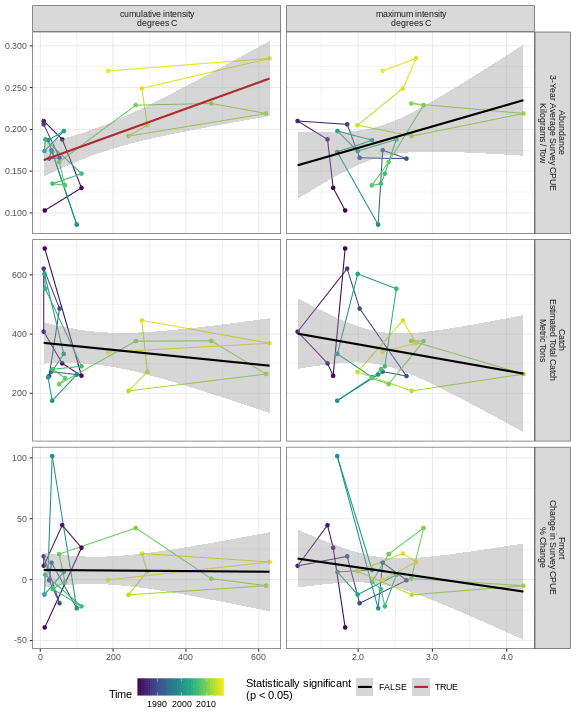 cumulative intensity
degrees C
maximum intensity
degrees C
0.300
0.250
0.200
0.150
0.100
Abundance
3-Year Average Survey CPUE
Kilograms / Tow
600
400
200
Catch
Estimated Total Catch
Metric Tons
100
50
0
-50
Fmort
Change in Survey CPUE
% Change
0
200
400
600
2.0
3.0
4.0
Time
1990
2000
2010
Statistically significant
(p < 0.05)
FALSE
TRUE